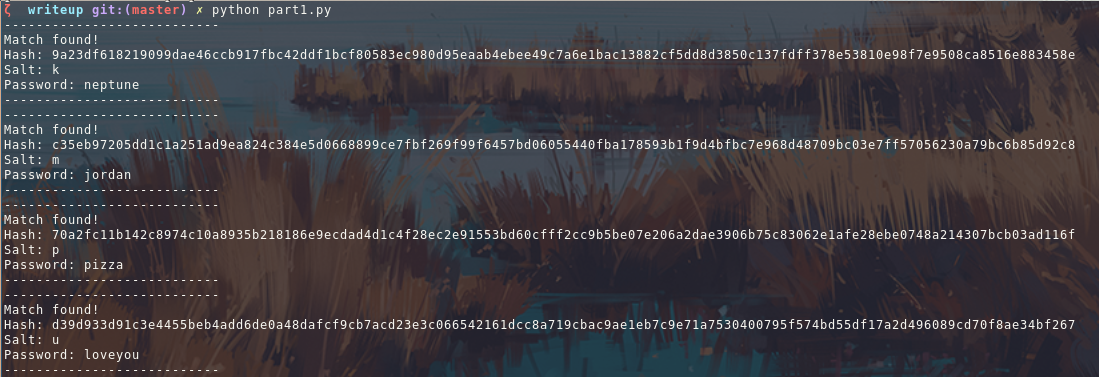 ζ writeup git:(master) ✗ python part1.py
---------------------------
Match found!
Hash: 9a23df618219099dae46ccb917fbc42ddf1bcf80583ec980d95eaab4ebee49c7a6e1bac13882cf5dd8d3850c137fdff378e53810e98f7e9508ca8516e883458e
Salt: k
Password: neptune
---------------------------
---------------------------
Match found!
Hash: c35eb97205dd1c1a251ad9ea824c384e5d0668899ce7fbf269f99f6457bd06055440fba178593b1f9d4bfbc7e968d48709bc03e7ff57056230a79bc6b85d92c8
Salt: m
Password: jordan
---------------------------
---------------------------
Match found!
Hash: 70a2fc11b142c8974c10a8935b218186e9ecdad4d1c4f28ec2e91553bd60cfff2cc9b5be07e206a2dae3906b75c83062e1afe28ebe0748a214307bcb03ad116f
Salt: p
Password: pizza
---------------------------
---------------------------
Match found!
Hash: d39d933d91c3e4455beb4add6de0a48dafcf9cb7acd23e3c066542161dcc8a719cbac9ae1eb7c9e71a7530400795f574bd55df17a2d496089cd70f8ae34bf267
Salt: u
Password: loveyou
---------------------------